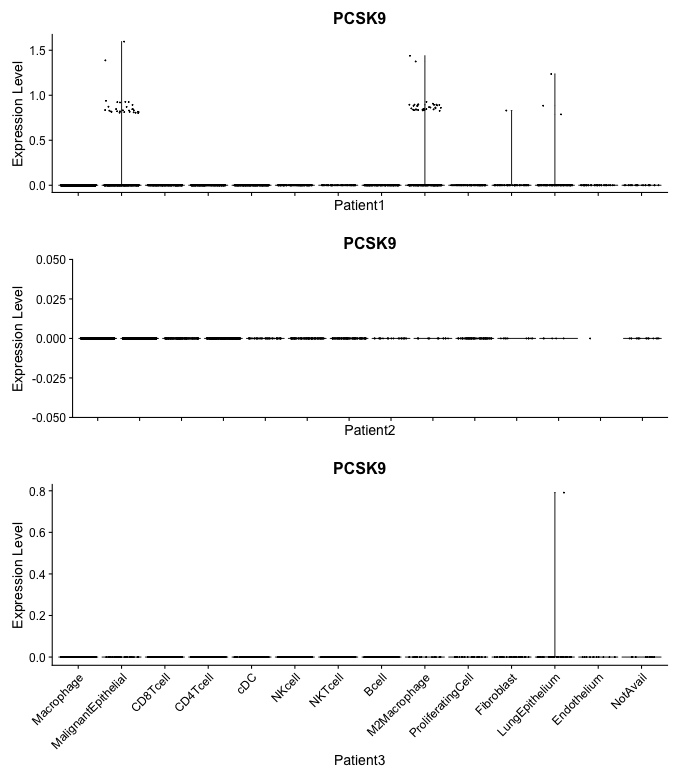 PCSK9
Expression Level
1.5
1.0
0.5
0.0
Patient1
PCSK9
Expression Level
0.050
0.025
0.000
-0.025
-0.050
Patient2
PCSK9
Expression Level
0.8
0.6
0.4
0.2
0.0
Macrophage
MalignantEpithelial
CD8Tcell
CD4Tcell
cDC
NKcell
NKTcell
Bcell
M2Macrophage
ProliferatingCell
Fibroblast
LungEpithelium
Endothelium
NotAvail
Patient3